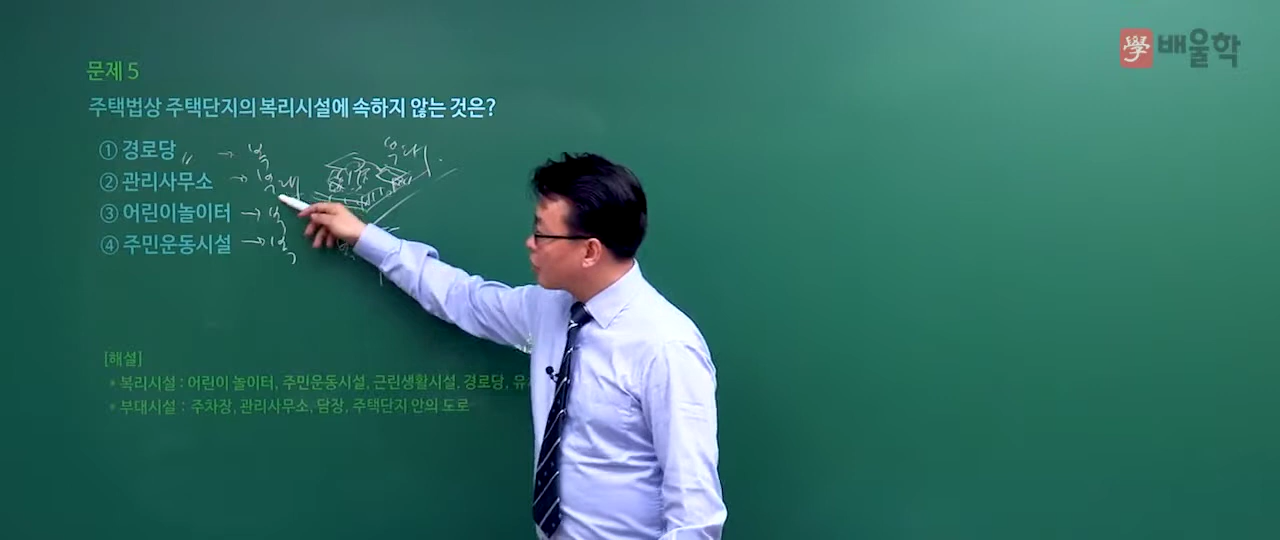 學 배울학
문제 5
주택법상 주택단지의 복리시설에 속하지 않는 것은?
① 경로당
② 관리사무소
③ 어린이놀이터
④ 주민운동시설
[해설]
* 복리시설 : 어린이 놀이터, 주민운동시설, 근린생활시설, 경로당,
* 부대시설 : 주차장, 관리사무소, 담장, 주택단지 안의 도로